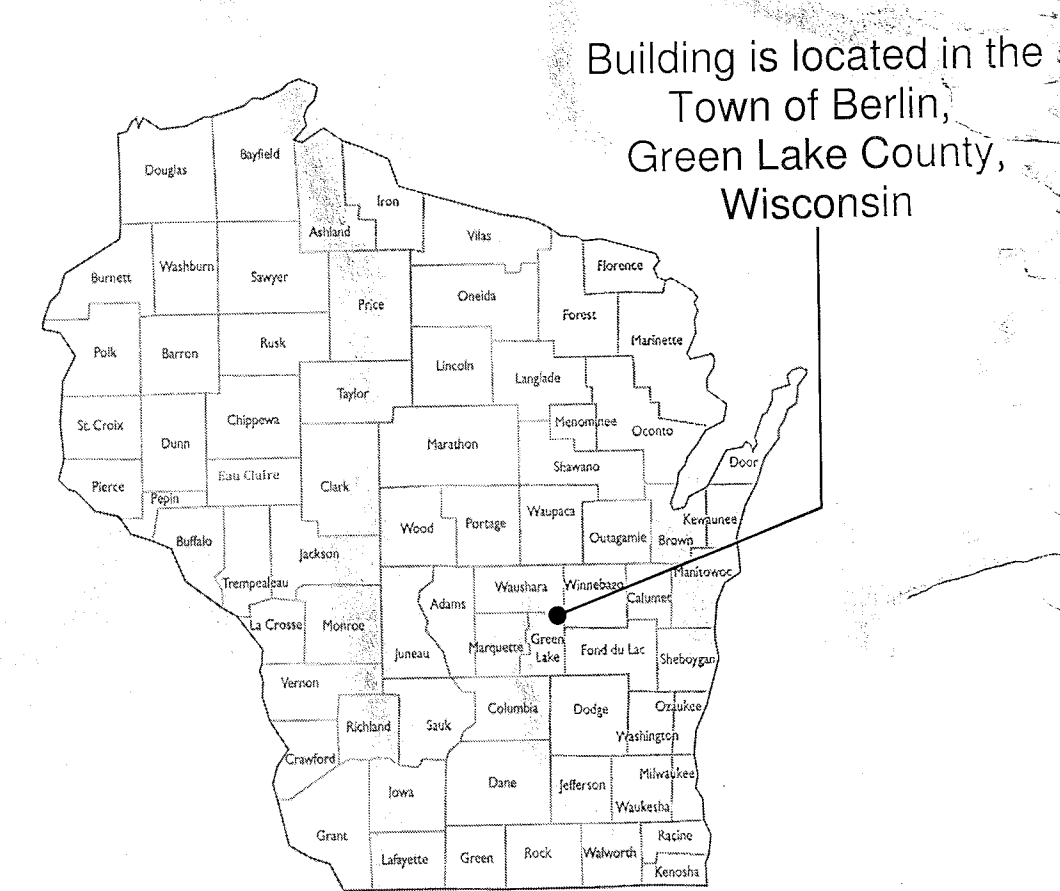 Building is located in the
Town of Berlin,
Green Lake County,
Wisconsin
Douglas
Bayfield
Iron
Ashland
Vilas
Burnett
Washburn
Sawyer
Florence
Price
Oneida
Forest
Polk
Barron
Rusk
Marinette
Lincoln
Langlade
Taylor
St. Croix
Chippewa
Menominee
Oconto
Dunn
Marathon
Shawano
Door
Pierce
Eau Claire
Clark
Pepin
Waupaca
Wood
Portage
Kewaunee
Buffalo
Outagamie
Brown
Jackson
Manitowoc
Trempealeau
Waushara
Winnebago
Adams
Calumet
La Crosse
Monroe
Juneau
Marquette
Green
Lake
Fond du Lac
Sheboygan
Vernon
Columbia
Dodge
Ozaukee
Richland
Sauk
Washington
Crawford
Dane
Jefferson
Milwaukee
Iowa
Waukesha
Grant
Racine
Lafayette
Green
Rock
Walworth
Kenosha